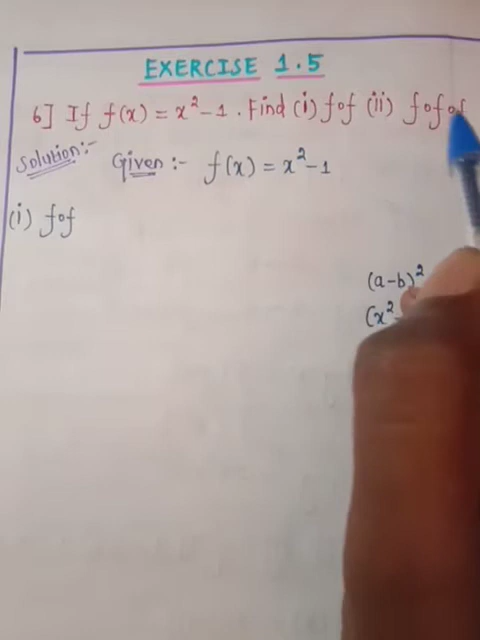 EXERCISE 1.5
6] If f(x) = x² - 1. Find (i) fof (ii) fofof
Solution:- Given :- f(x) = x² - 1
(i) fof
(a-b)²
(x²